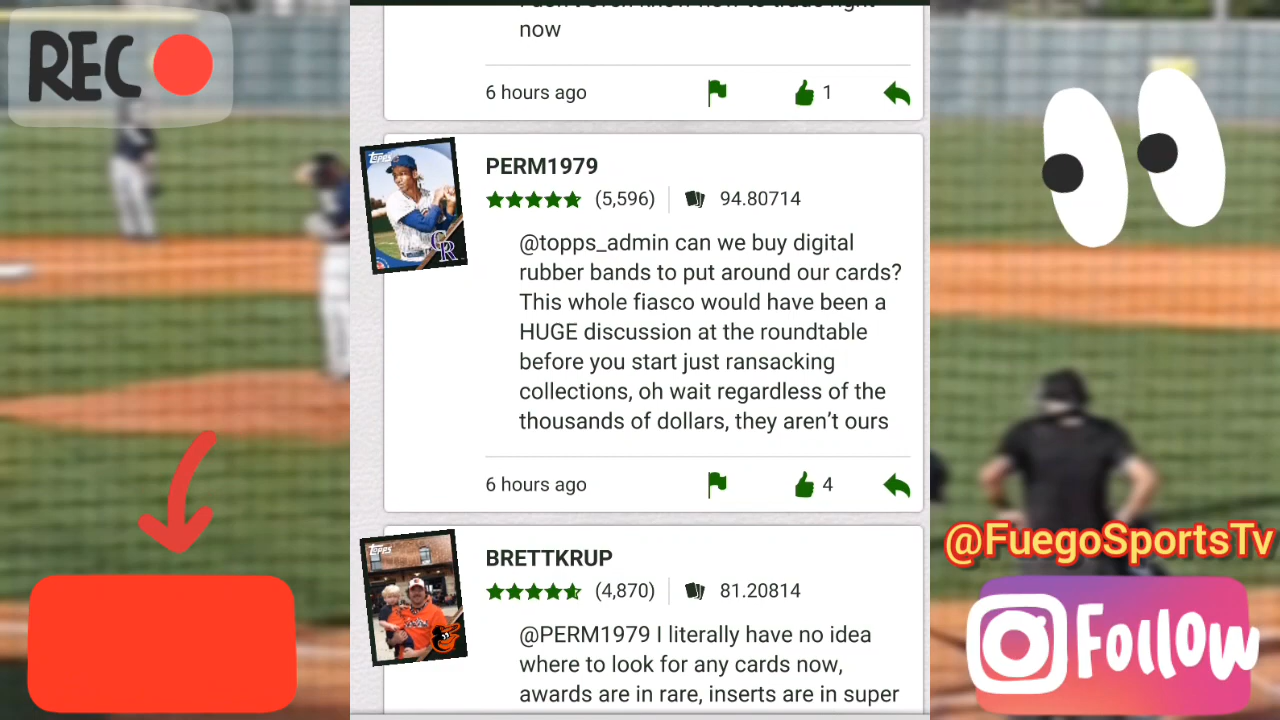 REC
now
6 hours ago
1
topps
PERM1979
(5,596)
94.80714
@topps_admin can we buy digital
rubber bands to put around our cards?
This whole fiasco would have been a
HUGE discussion at the roundtable
before you start just ransacking
collections, oh wait regardless of the
thousands of dollars, they aren’t ours
CR
6 hours ago
4
topps
BRETTKRUP
(4,870)
81.20814
@PERM1979 I literally have no idea
where to look for any cards now,
awards are in rare, inserts are in super
@FuegoSportsTv
Follow